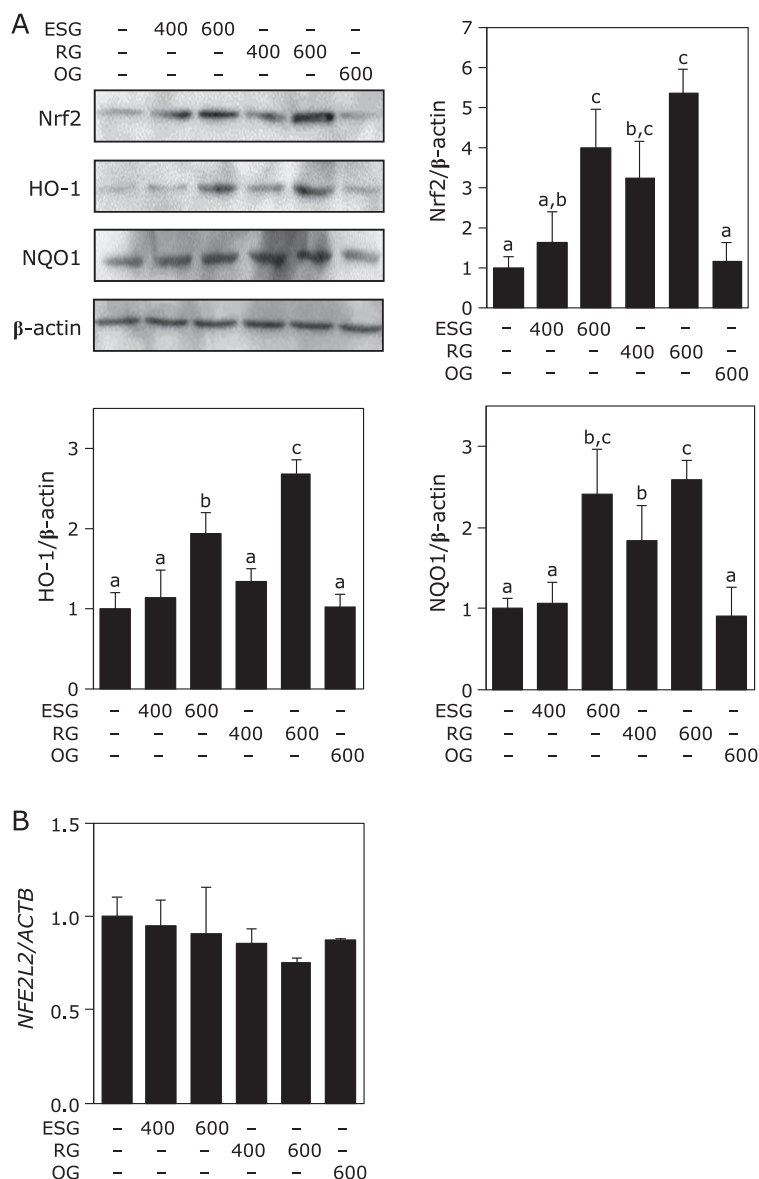 A
ESG – 400 600 – – –
RG – – – 400 600 –
OG – – – – – 600
Nrf2
HO-1
NQO1
β-actin
7
6
5
4
3
2
1
0
Nrf2/β-actin
a a,b c b,c c a
ESG – 400 600 – – –
RG – – – 400 600 –
OG – – – – – 600
3
2
1
0
HO-1/β-actin
a a b a c a
ESG – 400 600 – – –
RG – – – 400 600 –
OG – – – – – 600
3
2
1
0
NQO1/β-actin
a a b,c b c a
ESG – 400 600 – – –
RG – – – 400 600 –
OG – – – – – 600
B
1.5
1.0
0.5
0.0
NFE2L2/ACTB
ESG – 400 600 – – –
RG – – – 400 600 –
OG – – – – – 600